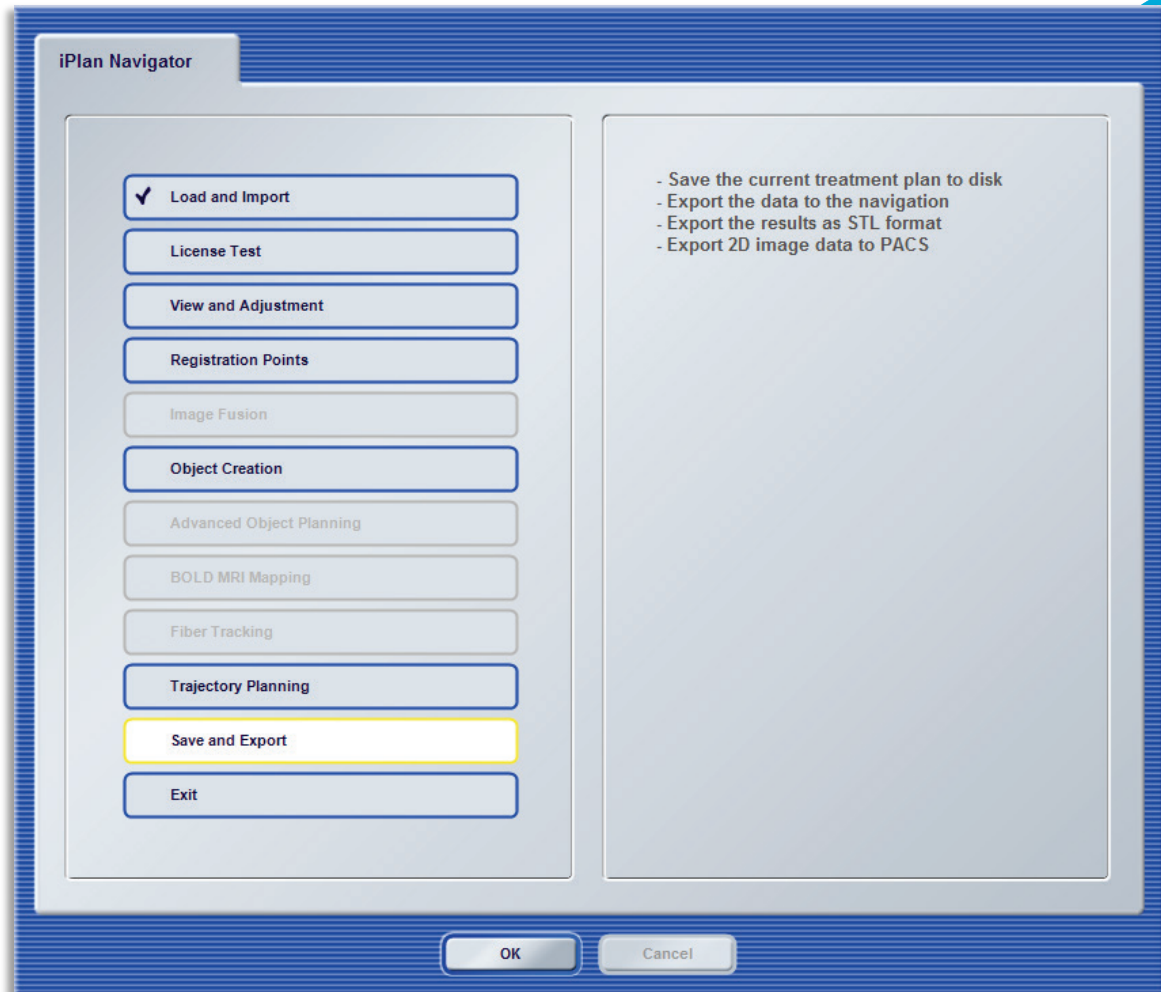 iPlan Navigator
Load and Import
License Test
View and Adjustment
Registration Points
Image Fusion
Object Creation
Advanced Object Planning
BOLD MRI Mapping
Fiber Tracking
Trajectory Planning
Save and Export
Exit
- Save the current treatment plan to disk
- Export the data to the navigation
- Export the results as STL format
- Export 2D image data to PACS
OK
Cancel